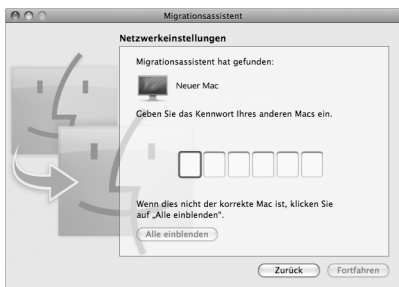 Migrationsassistent
Netzwerkeinstellungen
Migrationsassistent hat gefunden:
Neuer Mac
Geben Sie das Kennwort Ihres anderen Macs ein.
Wenn dies nicht der korrekte Mac ist, klicken Sie
auf „Alle einblenden“.
Alle einblenden
Zurück
Fortfahren